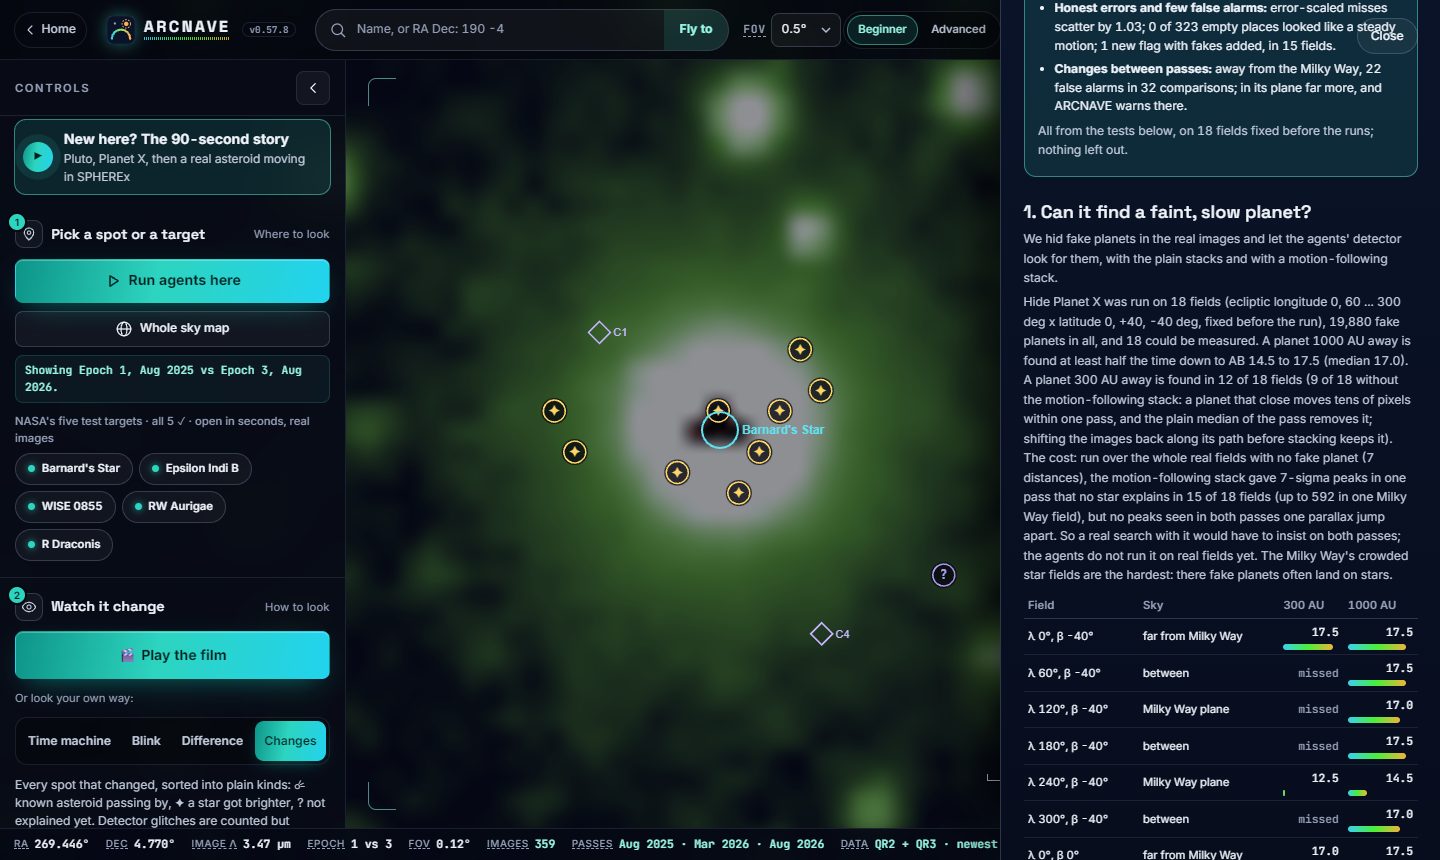 Home
ARCNAVE
v0.57.8
Name, or RA Dec: 190 -4
Fly to
FOV
0.5°
Beginner
Advanced
CONTROLS
New here? The 90-second story
Pluto, Planet X, then a real asteroid moving
in SPHEREx
1
Pick a spot or a target
Where to look
Run agents here
Whole sky map
Showing Epoch 1, Aug 2025 vs Epoch 3, Aug
2026.
NASA's five test targets · all 5 ✓ · open in seconds, real
images
Barnard's Star
Epsilon Indi B
WISE 0855
RW Aurigae
R Draconis
2
Watch it change
How to look
Play the film
Or look your own way:
Time machine
Blink
Difference
Changes
Every spot that changed, sorted into plain kinds: ☄
known asteroid passing by, ✦ a star got brighter, ? not
explained yet. Detector glitches are counted but
C1
Barnard's Star
?
C4
RA 269.446° DEC 4.770° IMAGE Λ 3.47 µm EPOCH 1 vs 3 FOV 0.12° IMAGES 359 PASSES Aug 2025 · Mar 2026 · Aug 2026 DATA QR2 + QR3 · newest
Close
• Honest errors and few false alarms: error-scaled misses
scatter by 1.03; 0 of 323 empty places looked like a steady
motion; 1 new flag with fakes added, in 15 fields.
• Changes between passes: away from the Milky Way, 22
false alarms in 32 comparisons; in its plane far more, and
ARCNAVE warns there.
All from the tests below, on 18 fields fixed before the runs;
nothing left out.
1. Can it find a faint, slow planet?
We hid fake planets in the real images and let the agents' detector
look for them, with the plain stacks and with a motion-following
stack.
Hide Planet X was run on 18 fields (ecliptic longitude 0, 60 ... 300
deg x latitude 0, +40, -40 deg, fixed before the run), 19,880 fake
planets in all, and 18 could be measured. A planet 1000 AU away is
found at least half the time down to AB 14.5 to 17.5 (median 17.0).
A planet 300 AU away is found in 12 of 18 fields (9 of 18 without
the motion-following stack: a planet that close moves tens of pixels
within one pass, and the plain median of the pass removes it;
shifting the images back along its path before stacking keeps it).
The cost: run over the whole real fields with no fake planet (7
distances), the motion-following stack gave 7-sigma peaks in one
pass that no star explains in 15 of 18 fields (up to 592 in one Milky
Way field), but no peaks seen in both passes one parallax jump
apart. So a real search with it would have to insist on both passes;
the agents do not run it on real fields yet. The Milky Way's crowded
star fields are the hardest: there fake planets often land on stars.
Field Sky 300 AU 1000 AU
λ 0°, β -40° far from Milky Way 17.5 17.5
λ 60°, β -40° between missed 17.5
λ 120°, β -40° Milky Way plane missed 17.0
λ 180°, β -40° between missed 17.5
λ 240°, β -40° Milky Way plane 12.5 14.5
λ 300°, β -40° between missed 17.0
λ 0°, β 0° far from Milky Way 17.0 17.5